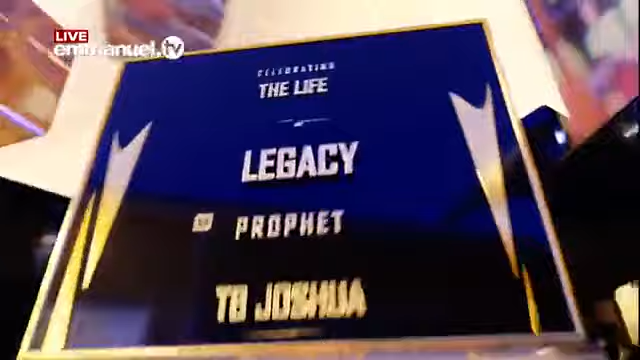 LIVE
emmanuel.tv
CELEBRATING
THE LIFE
LEGACY
PROPHET
TB JOSHUA